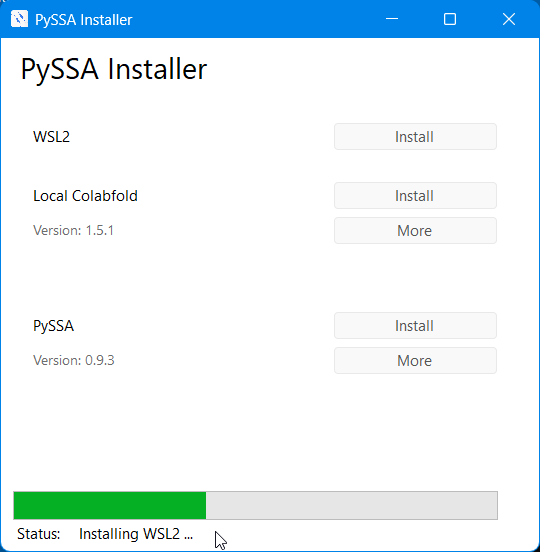 PySSA Installer
PySSA Installer
WSL2 Install
Local Colabfold Install
Version: 1.5.1 More
PySSA Install
Version: 0.9.3 More
Status: Installing WSL2 ...